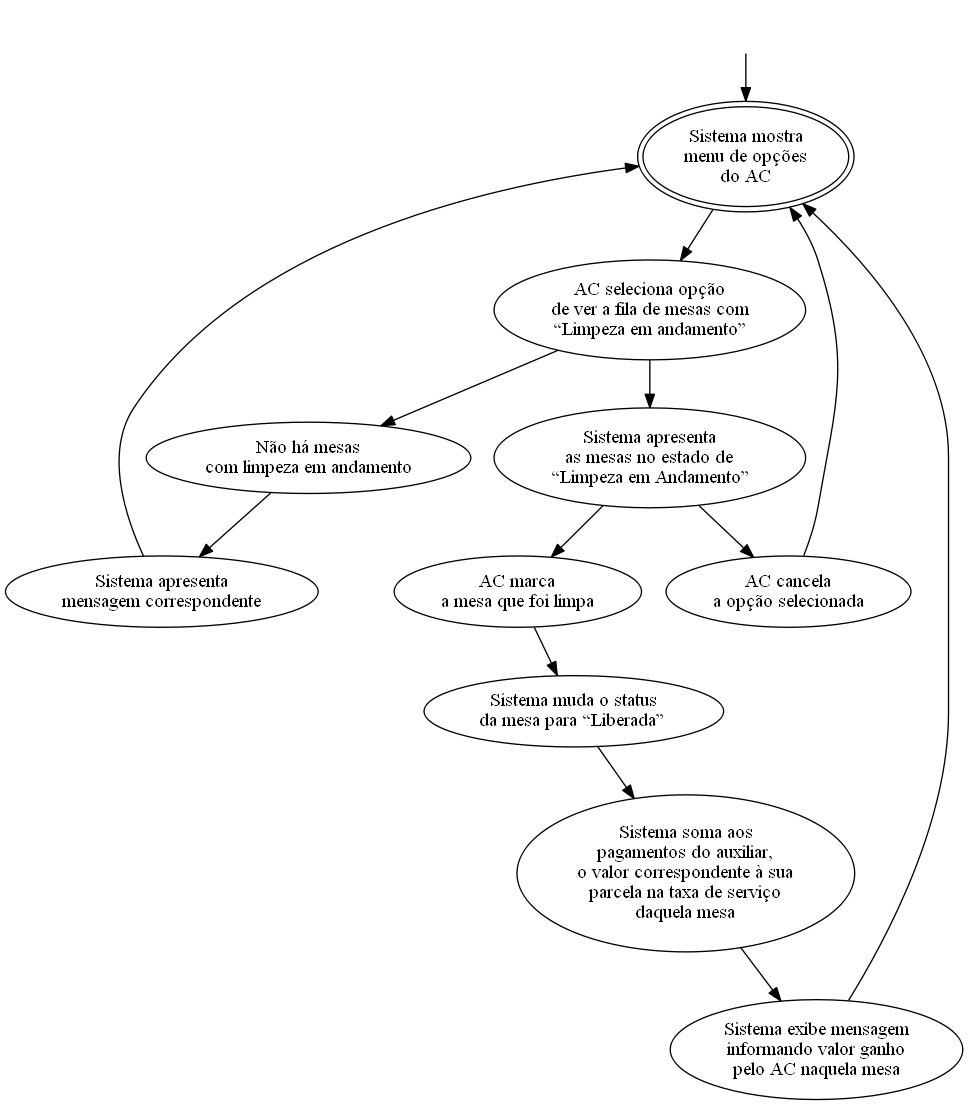 Sistema mostra
menu de opções
do AC
AC seleciona opção
de ver a fila de mesas com
“Limpeza em andamento”
Não há mesas
com limpeza em andamento
Sistema apresenta
as mesas no estado de
“Limpeza em Andamento”
Sistema apresenta
mensagem correspondente
AC marca
a mesa que foi limpa
AC cancela
a opção selecionada
Sistema muda o status
da mesa para “Liberada”
Sistema soma aos
pagamentos do auxiliar,
o valor correspondente à sua
parcela na taxa de serviço
daquela mesa
Sistema exibe mensagem
informando valor ganho
pelo AC naquela mesa